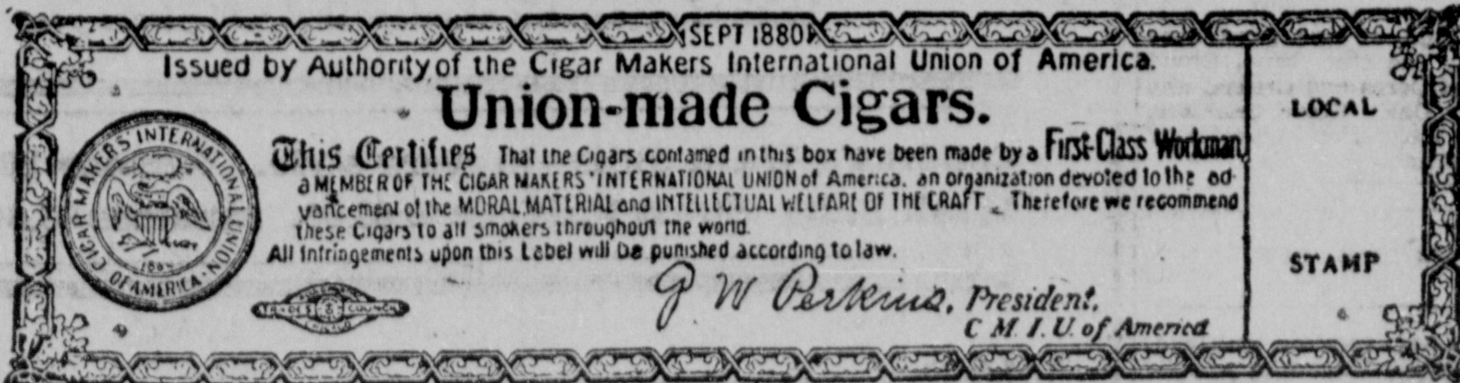 SEPT 1880
Issued by Authority of the Cigar Makers International Union of America.
Union-made Cigars.
This Certifies That the Cigars contained in this box have been made by a First-Class Workman,
a MEMBER OF THE CIGAR MAKERS' INTERNATIONAL UNION of America, an organization devoted to the ad-
vancement of the MORAL, MATERIAL and INTELLECTUAL WELFARE OF THE CRAFT. Therefore we recommend
these Cigars to all smokers throughout the world.
All Infringements upon this Label will be punished according to law.
G W Perkins, President,
C M I U of America
CIGAR MAKERS' INTERNATIONAL UNION
OF AMERICA
TRADES COUNCIL
LOCAL
STAMP